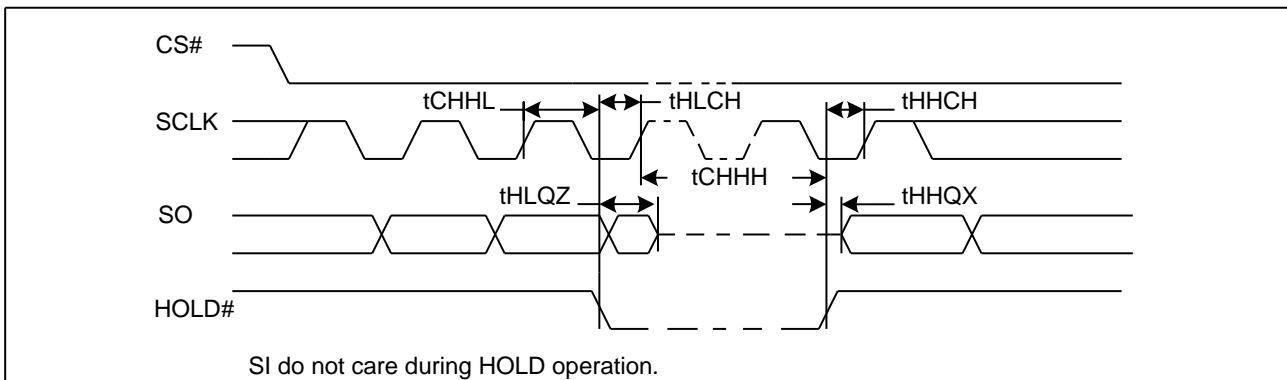 CS#
tCHHL tHLCH tHHCH
SCLK
tCHHH
tHLQZ tHHQX
SO
HOLD#
SI do not care during HOLD operation.